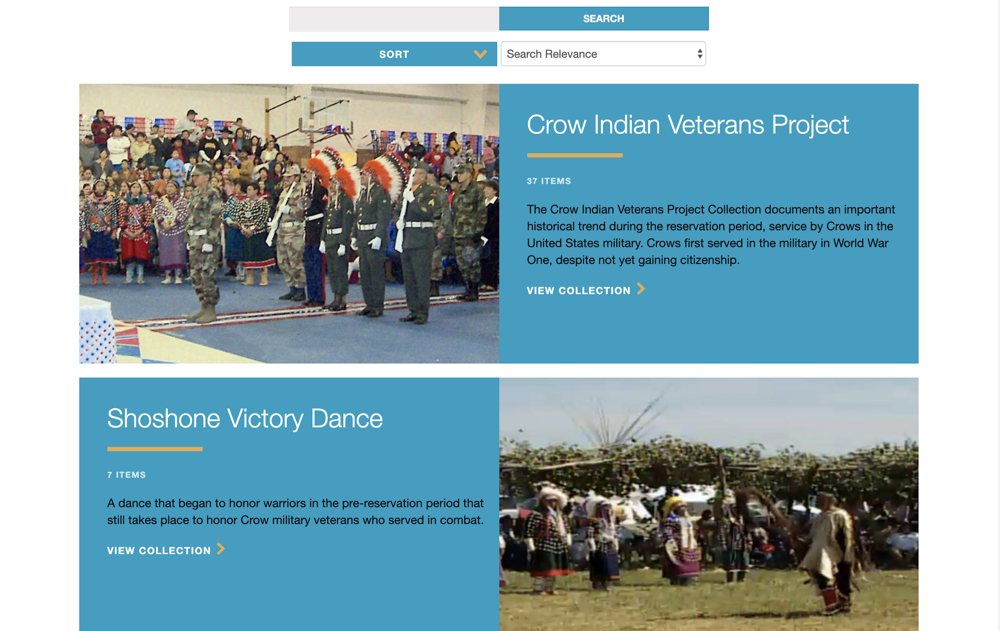 SEARCH
SORT
Search Relevance
Crow Indian Veterans Project
37 ITEMS
The Crow Indian Veterans Project Collection documents an important
historical trend during the reservation period, service by Crows in the
United States military. Crows first served in the military in World War
One, despite not yet gaining citizenship.
VIEW COLLECTION
Shoshone Victory Dance
7 ITEMS
A dance that began to honor warriors in the pre-reservation period that
still takes place to honor Crow military veterans who served in combat.
VIEW COLLECTION